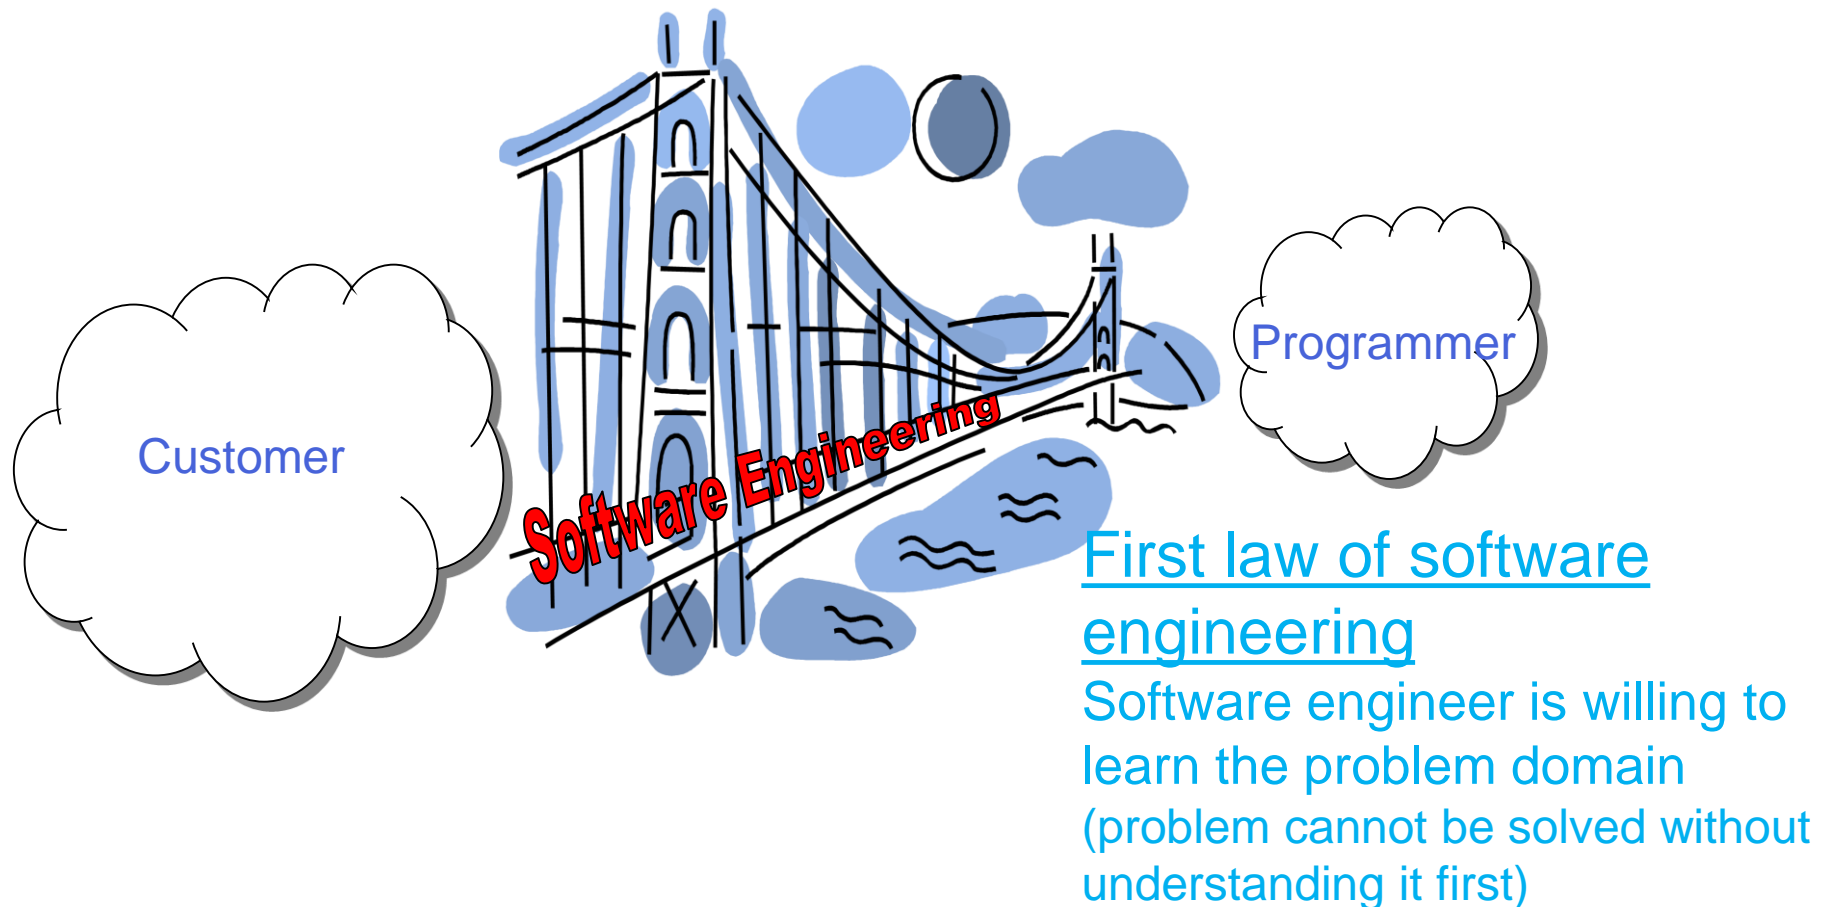 Customer
Software Engineering
Programmer
First law of software
engineering
Software engineer is willing to
learn the problem domain
(problem cannot be solved without
understanding it first)